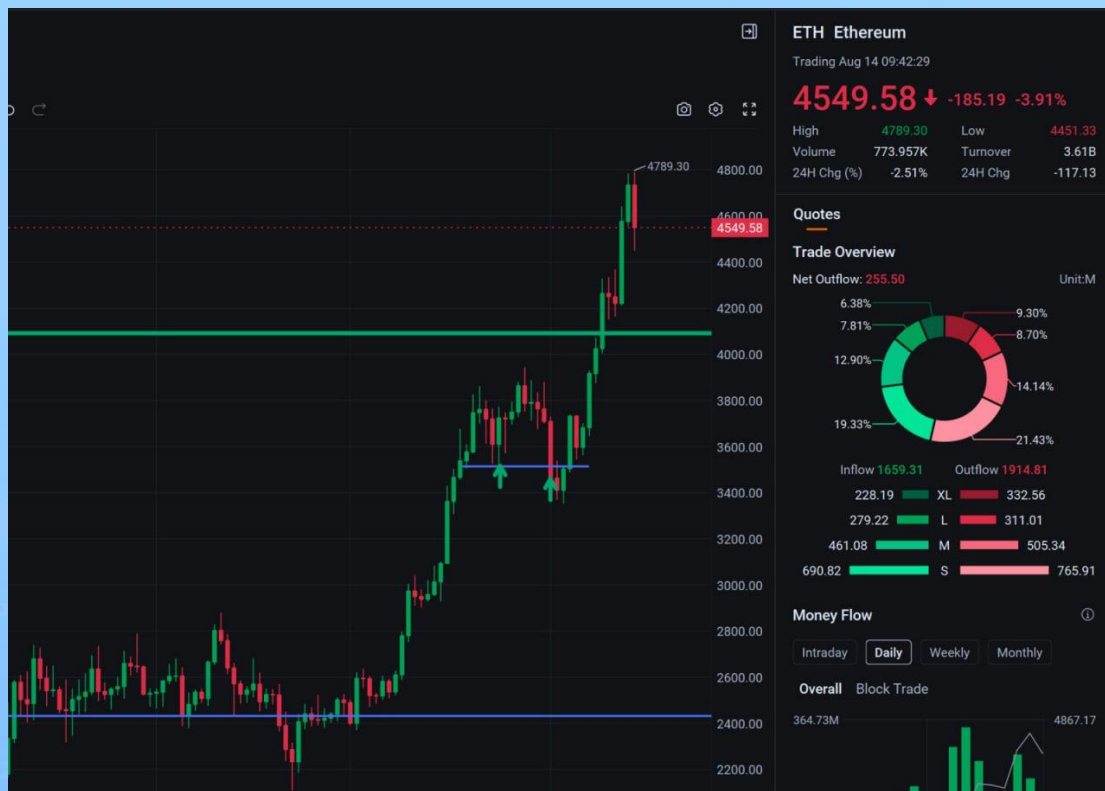 ETH Ethereum
Trading Aug 14 09:42:29
4549.58 -185.19 -3.91%
High 4789.30 Low 4451.33
Volume 773.957K Turnover 3.61B
24H Chg (%) -2.51% 24H Chg -117.13
Quotes
Trade Overview
Net Outflow: 255.50 Unit:M
6.38% 9.30%
7.81% 8.70%
12.90% 14.14%
19.33% 21.43%
Inflow 1659.31 Outflow 1914.81
228.19 XL 332.56
279.22 L 311.01
461.08 M 505.34
690.82 S 765.91
Money Flow
Intraday Daily Weekly Monthly
Overall Block Trade
364.73M 4867.17
4789.30
4800.00
4600.00
4549.58
4400.00
4200.00
4000.00
3800.00
3600.00
3400.00
3200.00
3000.00
2800.00
2600.00
2400.00
2200.00